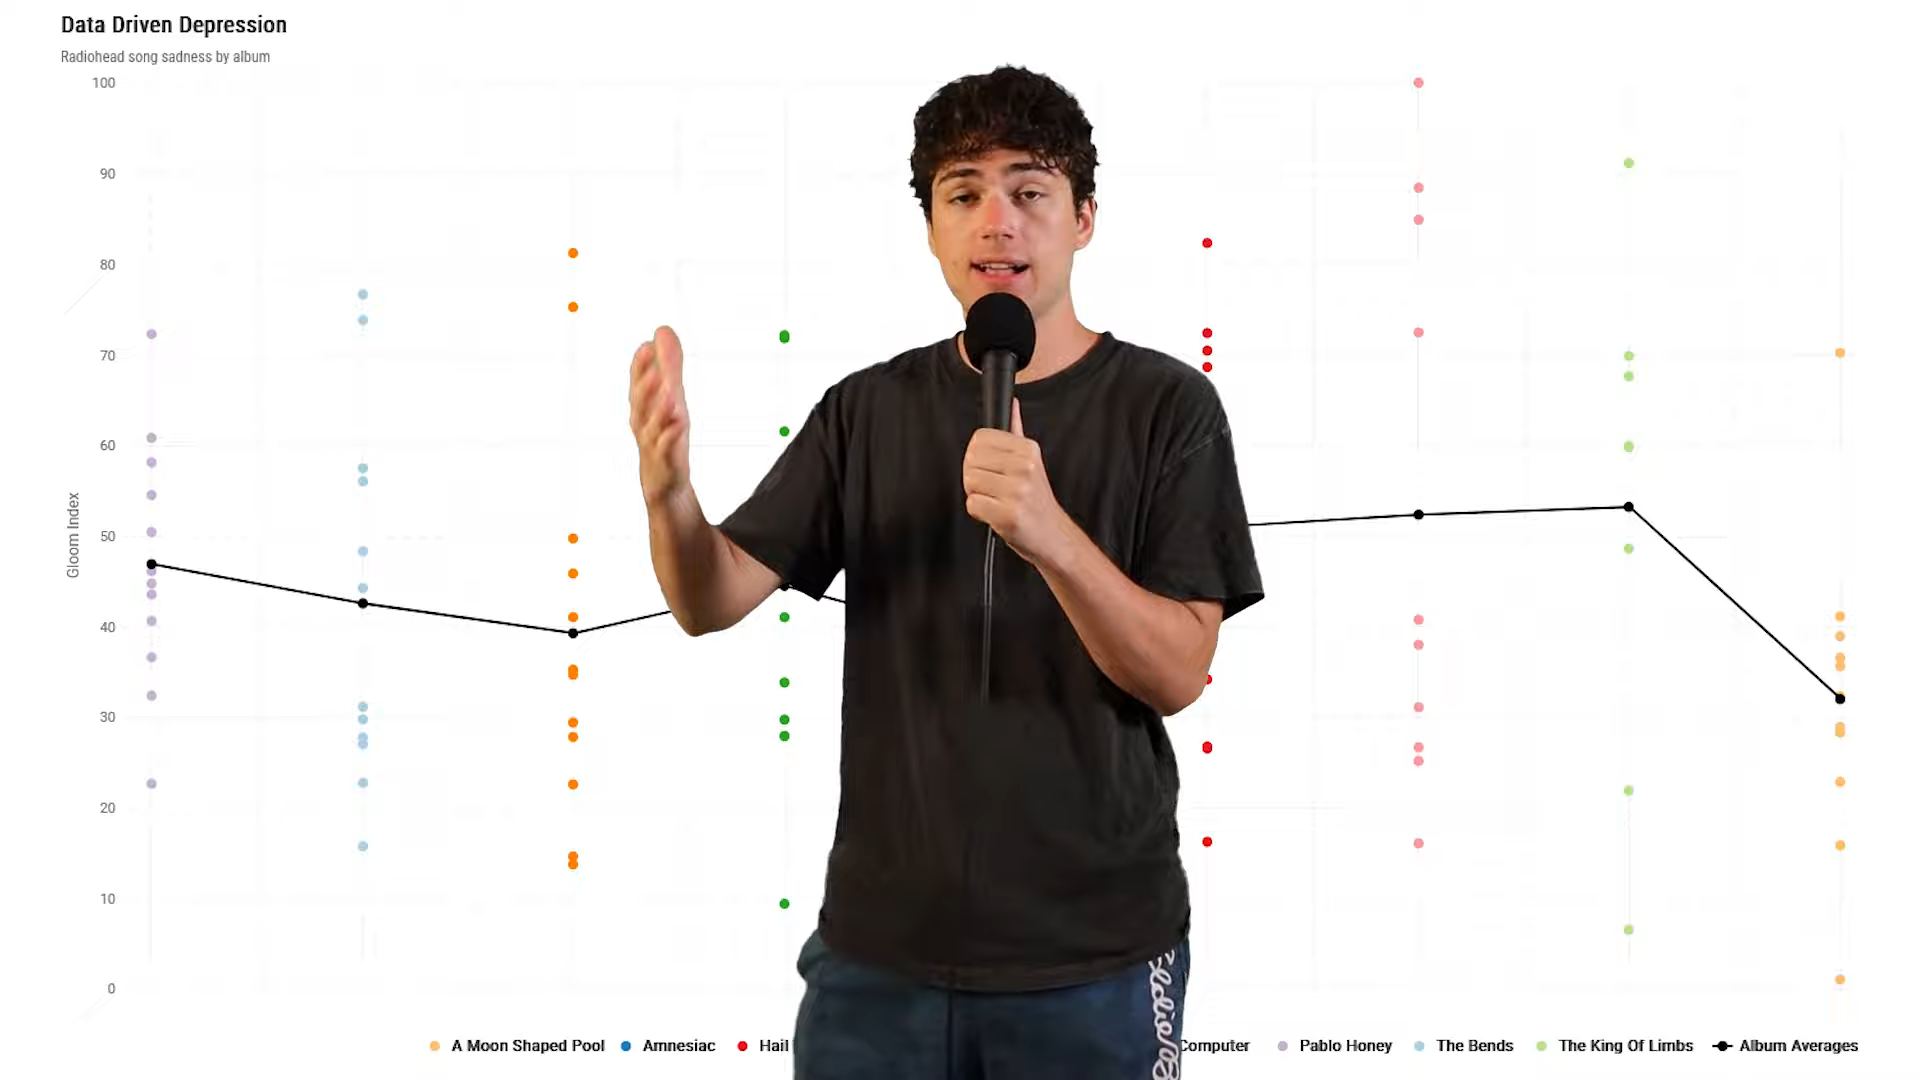 Data Driven Depression
Radiohead song sadness by album
100
90
80
70
60
50
40
30
20
10
0
Gloom Index
A Moon Shaped Pool Amnesiac Hail Computer Pablo Honey The Bends The King Of Limbs Album Averages